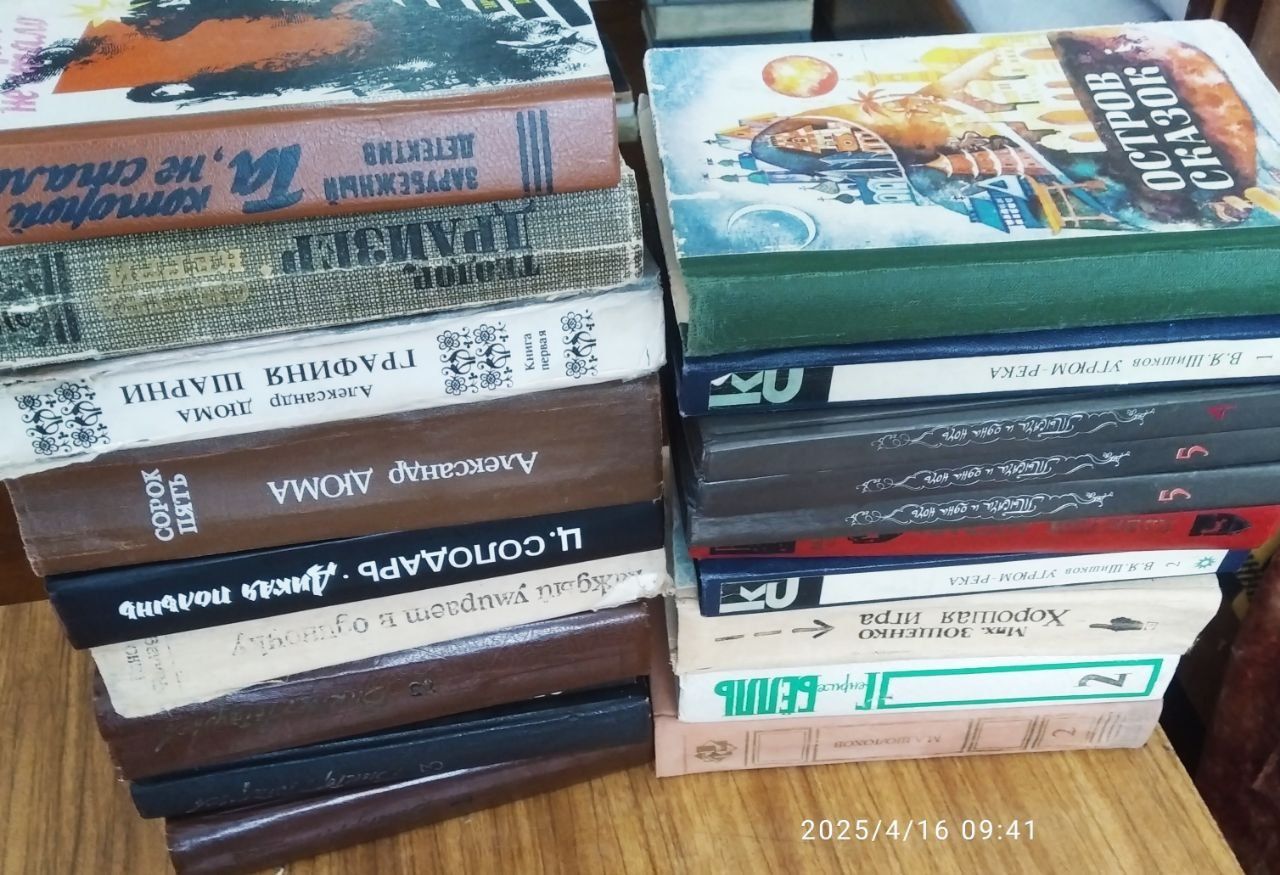 не стало
ЗАРУБЕЖНЫЙ
ДЕТЕКТИВ
Та,
которой
не стало
ТЕОДОР
ДРАЙЗЕР
Книга
первая
Александр ДЮМА
ГРАФИНЯ ШАРНИ
Александр
ДЮМА
СОРОК
ПЯТЬ
Ц. СОЛОДАРЬ · Дикая полынь
каждый умирает в одиночку
ОСТРОВ
СКАЗОК
1 В.Я.Шишков УГРЮМ-РЕКА
4 Тысяча и одна ночь
5 Тысяча и одна ночь
5 Тысяча и одна ночь
2 В.Я.Шишков УГРЮМ-РЕКА
Мих. ЗОЩЕНКО
Хорошая игра
2 Генрих БЁЛЛЬ
2 М.ШОЛОХОВ
2025/4/16 09:41